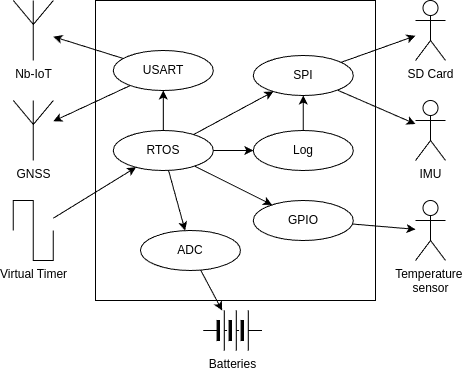 Nb-IoT
USART
SPI
SD Card
GNSS
RTOS
Log
IMU
GPIO
Virtual Timer
ADC
Temperature
sensor
Batteries